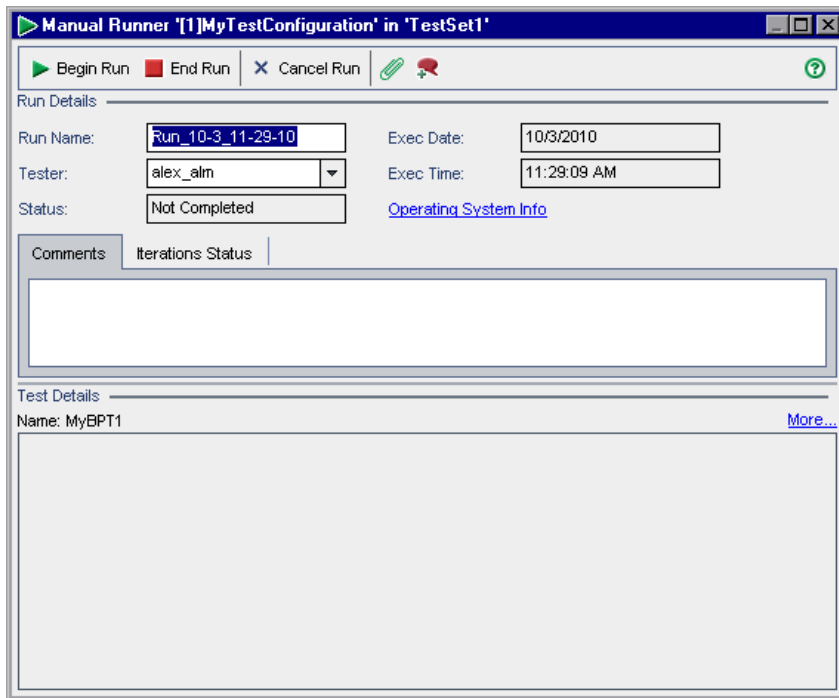 Manual Runner '[1]MyTestConfiguration' in 'TestSet1'
Begin Run End Run Cancel Run
Run Details
Run Name: Run_10-3_11-29-10 Exec Date: 10/3/2010
Tester: alex_alm Exec Time: 11:29:09 AM
Status: Not Completed Operating System Info
Comments Iterations Status
Test Details
Name: MyBPT1 More...